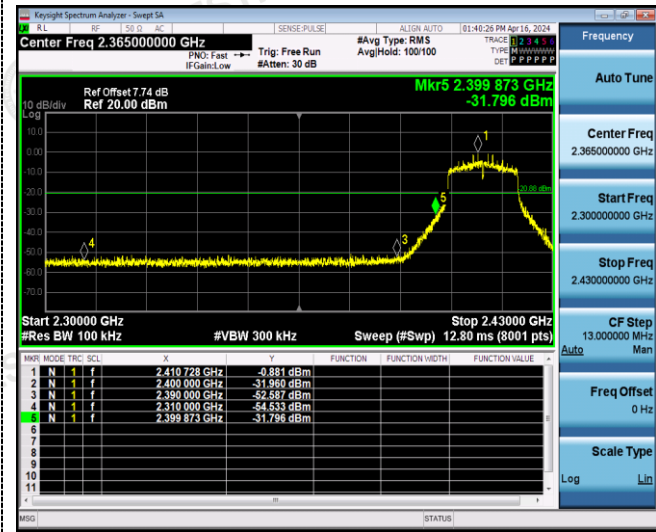 Keysight Spectrum Analyzer - Swept SA
RL RF 50 Ω AC SENSE:PULSE ALIGN AUTO 01:40:26 PM Apr 16, 2024
Center Freq 2.365000000 GHz
PNO: Fast
IFGain:Low
Trig: Free Run
#Atten: 30 dB
#Avg Type: RMS
Avg|Hold: 100/100
TRACE 1 2 3 4 5 6
TYPE M W W W W W
DET P P P P P P
Mkr5 2.399 873 GHz
-31.796 dBm
Ref Offset 7.74 dB
10 dB/div Ref 20.00 dBm
Log
10.0
0.00
-10.0
-20.0
-30.0
-40.0
-50.0
-60.0
-70.0
1
5
3
4
-20.88 dBm
Start 2.30000 GHz Stop 2.43000 GHz
#Res BW 100 kHz #VBW 300 kHz Sweep (#Swp) 12.80 ms (8001 pts)
MKR MODE TRC SCL X Y FUNCTION FUNCTION WIDTH FUNCTION VALUE
1 N 1 f 2.410 728 GHz -0.881 dBm
2 N 1 f 2.400 000 GHz -31.960 dBm
3 N 1 f 2.390 000 GHz -52.587 dBm
4 N 1 f 2.310 000 GHz -54.533 dBm
5 N 1 f 2.399 873 GHz -31.796 dBm
6
7
8
9
10
11
MSG STATUS
Frequency
Auto Tune
Center Freq
2.365000000 GHz
Start Freq
2.300000000 GHz
Stop Freq
2.430000000 GHz
CF Step
13.000000 MHz
Auto Man
Freq Offset
0 Hz
Scale Type
Log Lin